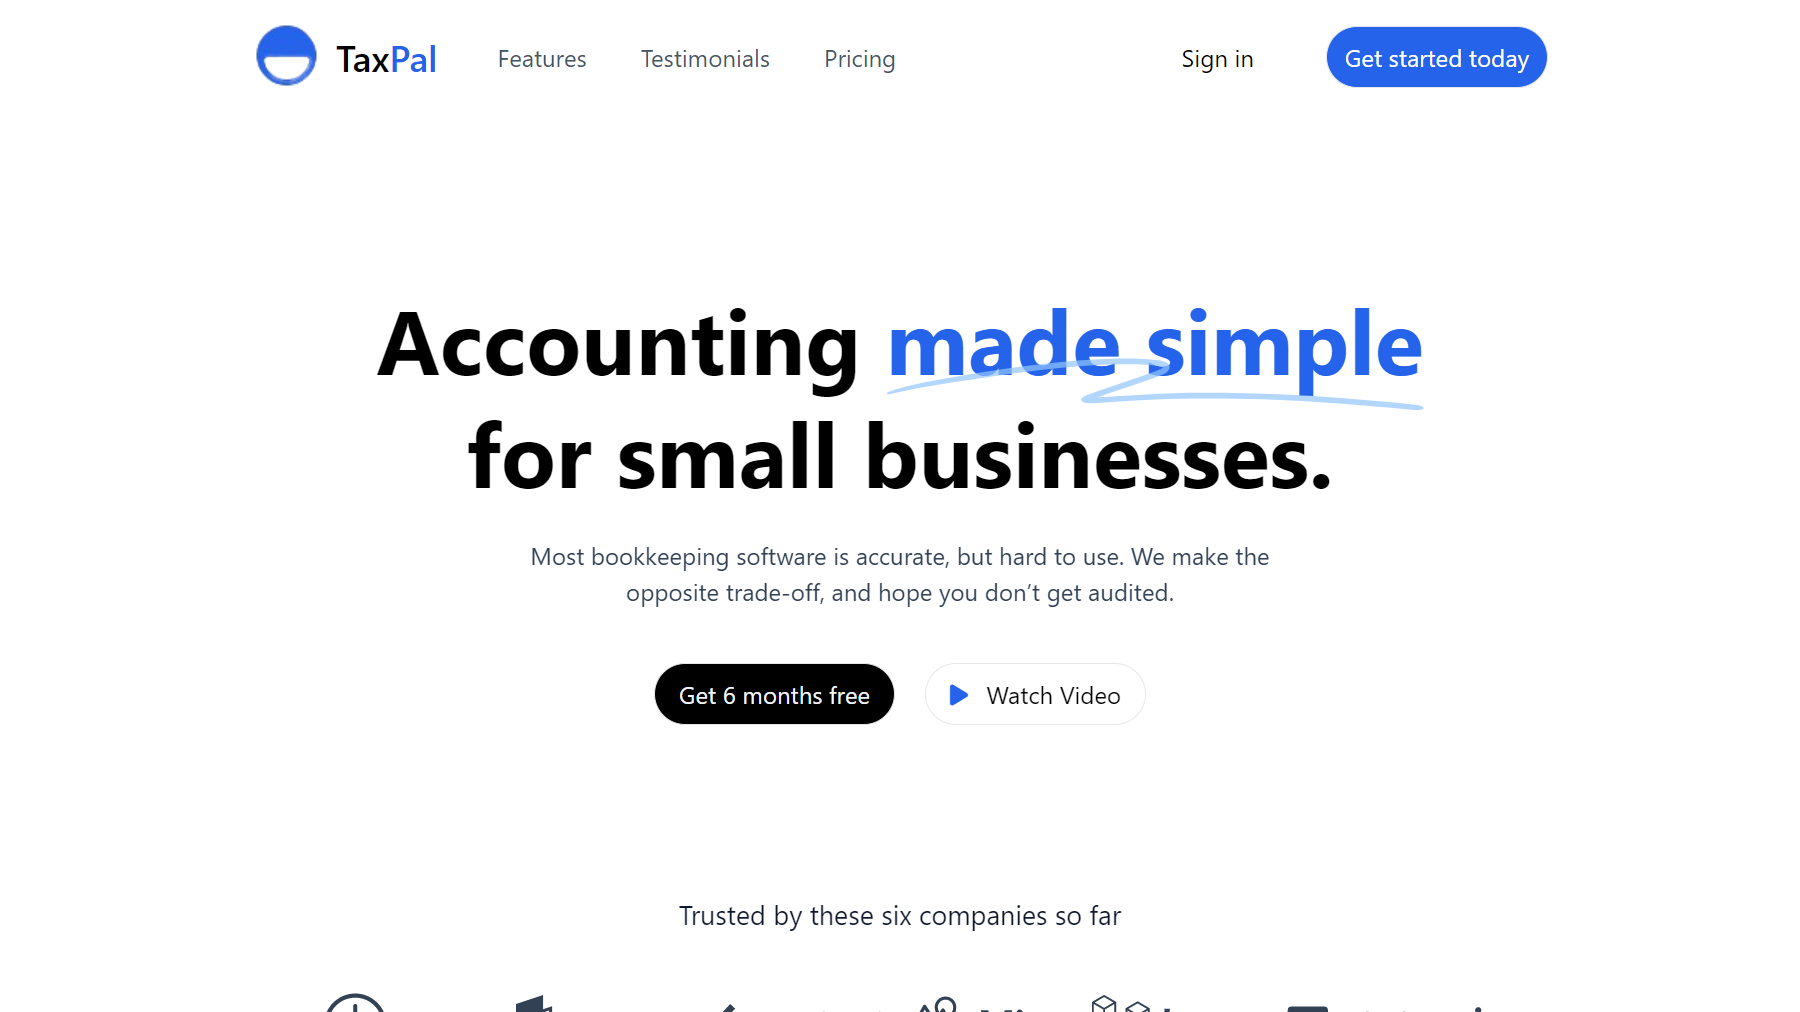 TaxPal
Features
Testimonials
Pricing
Sign in
Get started today
Accounting made simple
for small businesses.
Most bookkeeping software is accurate, but hard to use. We make the
opposite trade-off, and hope you don’t get audited.
Get 6 months free
Watch Video
Trusted by these six companies so far